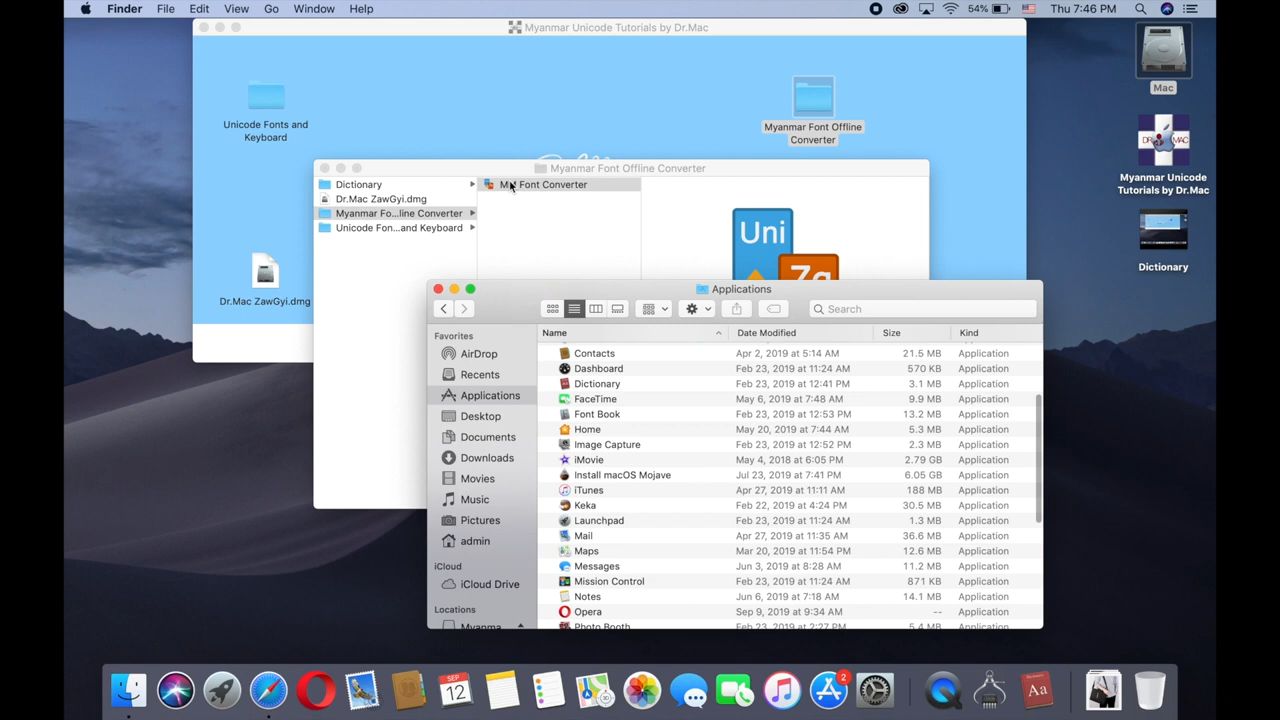 Finder File Edit View Go Window Help
54% Thu 7:46 PM
Myanmar Unicode Tutorials by Dr.Mac
Unicode Fonts and
Keyboard
Myanmar Font Offline
Converter
Dr.Mac ZawGyi.dmg
Mac
DR MAC
Myanmar Unicode
Tutorials by Dr.Mac
Dictionary
Myanmar Font Offline Converter
Dictionary
Dr.Mac ZawGyi.dmg
Myanmar Fo...line Converter
Unicode Fon...and Keyboard
Font Converter
Uni
Zg
Applications
Search
Favorites
AirDrop
Recents
Applications
Desktop
Documents
Downloads
Movies
Music
Pictures
admin
iCloud
iCloud Drive
Locations
Myanma
Name Date Modified Size Kind
Contacts Apr 2, 2019 at 5:14 AM 21.5 MB Application
Dashboard Feb 23, 2019 at 11:24 AM 570 KB Application
Dictionary Feb 23, 2019 at 12:41 PM 3.1 MB Application
FaceTime May 6, 2019 at 7:48 AM 9.9 MB Application
Font Book Feb 23, 2019 at 12:53 PM 13.2 MB Application
Home May 20, 2019 at 7:44 AM 5.3 MB Application
Image Capture Feb 23, 2019 at 12:52 PM 2.3 MB Application
iMovie May 4, 2018 at 6:05 PM 2.79 GB Application
Install macOS Mojave Jul 23, 2019 at 7:41 PM 6.05 GB Application
iTunes Apr 27, 2019 at 11:11 AM 188 MB Application
Keka Feb 22, 2019 at 4:24 PM 30.5 MB Application
Launchpad Feb 23, 2019 at 11:24 AM 1.3 MB Application
Mail Apr 27, 2019 at 11:35 AM 36.6 MB Application
Maps Mar 20, 2019 at 11:54 PM 12.6 MB Application
Messages Jun 3, 2019 at 8:28 AM 11.2 MB Application
Mission Control Feb 23, 2019 at 11:24 AM 871 KB Application
Notes Jun 6, 2019 at 7:18 AM 14.1 MB Application
Opera Sep 9, 2019 at 9:34 AM -- Application
Photo Booth Feb 23, 2019 at 2:27 PM 5.4 MB Application
SEP
12
2
Aa